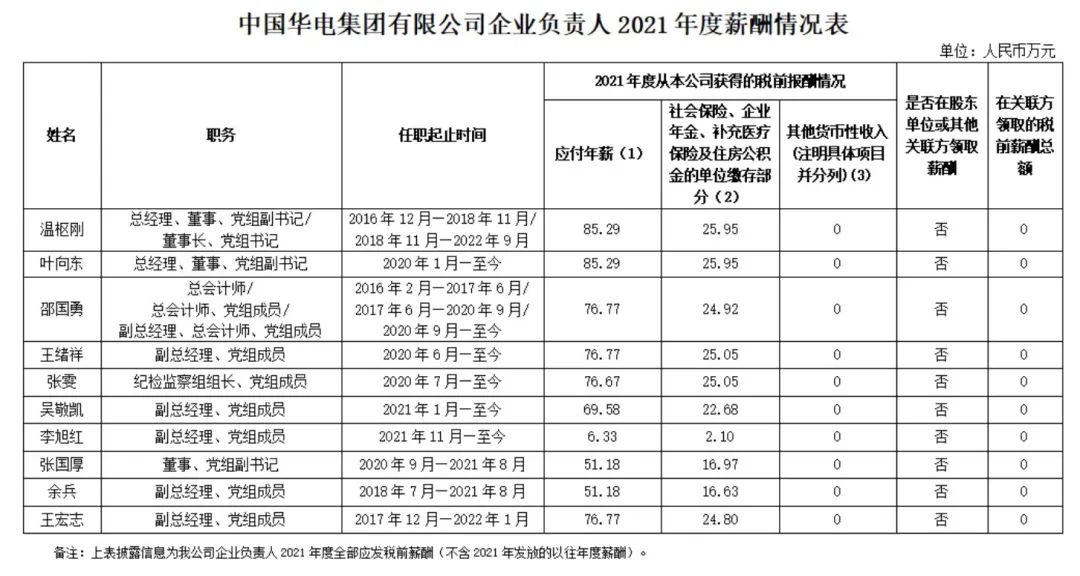 中国华电集团有限公司企业负责人 2021 年度薪酬情况表
单位：人民币万元
姓名 职务 任职起止时间 2021 年度从本公司获得的税前报酬情况 是否在股东单位或其他关联方领取薪酬 在关联方领取的税前薪酬总额
应付年薪（1） 社会保险、企业年金、补充医疗保险及住房公积金的单位缴存部分（2） 其他货币性收入(注明具体项目并分列)(3)
温枢刚 总经理、董事、党组副书记/董事长、党组书记 2016 年 12 月—2018 年 11 月/2018 年 11 月—2022 年 9 月 85.29 25.95 0 否 0
叶向东 总经理、董事、党组副书记 2020 年 1 月—至今 85.29 25.95 0 否 0
邵国勇 总会计师/总会计师、党组成员/副总经理、总会计师、党组成员 2016 年 2 月—2017 年 6 月/2017 年 6 月—2020 年 9 月/2020 年 9 月—至今 76.77 24.92 0 否 0
王绪祥 副总经理、党组成员 2020 年 6 月—至今 76.77 25.05 0 否 0
张雯 纪检监察组组长、党组成员 2020 年 7 月—至今 76.67 25.05 0 否 0
吴敬凯 副总经理、党组成员 2021 年 1 月—至今 69.58 22.68 0 否 0
李旭红 副总经理、党组成员 2021 年 11 月—至今 6.33 2.10 0 否 0
张国厚 董事、党组副书记 2020 年 9 月—2021 年 8 月 51.18 16.97 0 否 0
余兵 副总经理、党组成员 2018 年 7 月—2021 年 8 月 51.18 16.63 0 否 0
王宏志 副总经理、党组成员 2017 年 12 月—2022 年 1 月 76.77 24.80 0 否 0
备注：上表披露信息为我公司企业负责人 2021 年度全部应发税前薪酬（不含 2021 年发放的以往年度薪酬）。